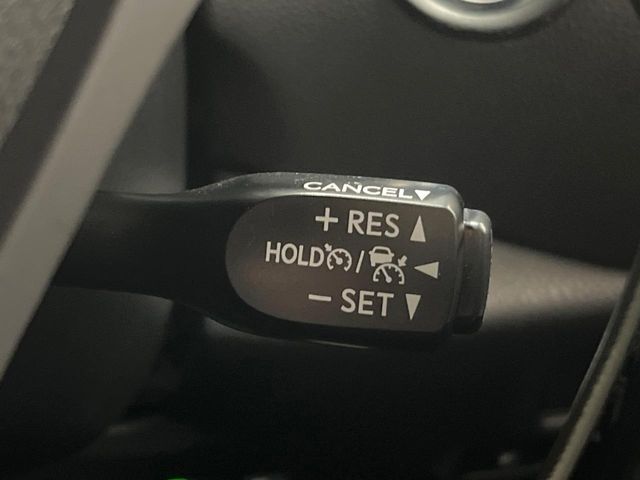 CANCEL▼
+ RES ▲
HOLD / ◄
- SET ▼